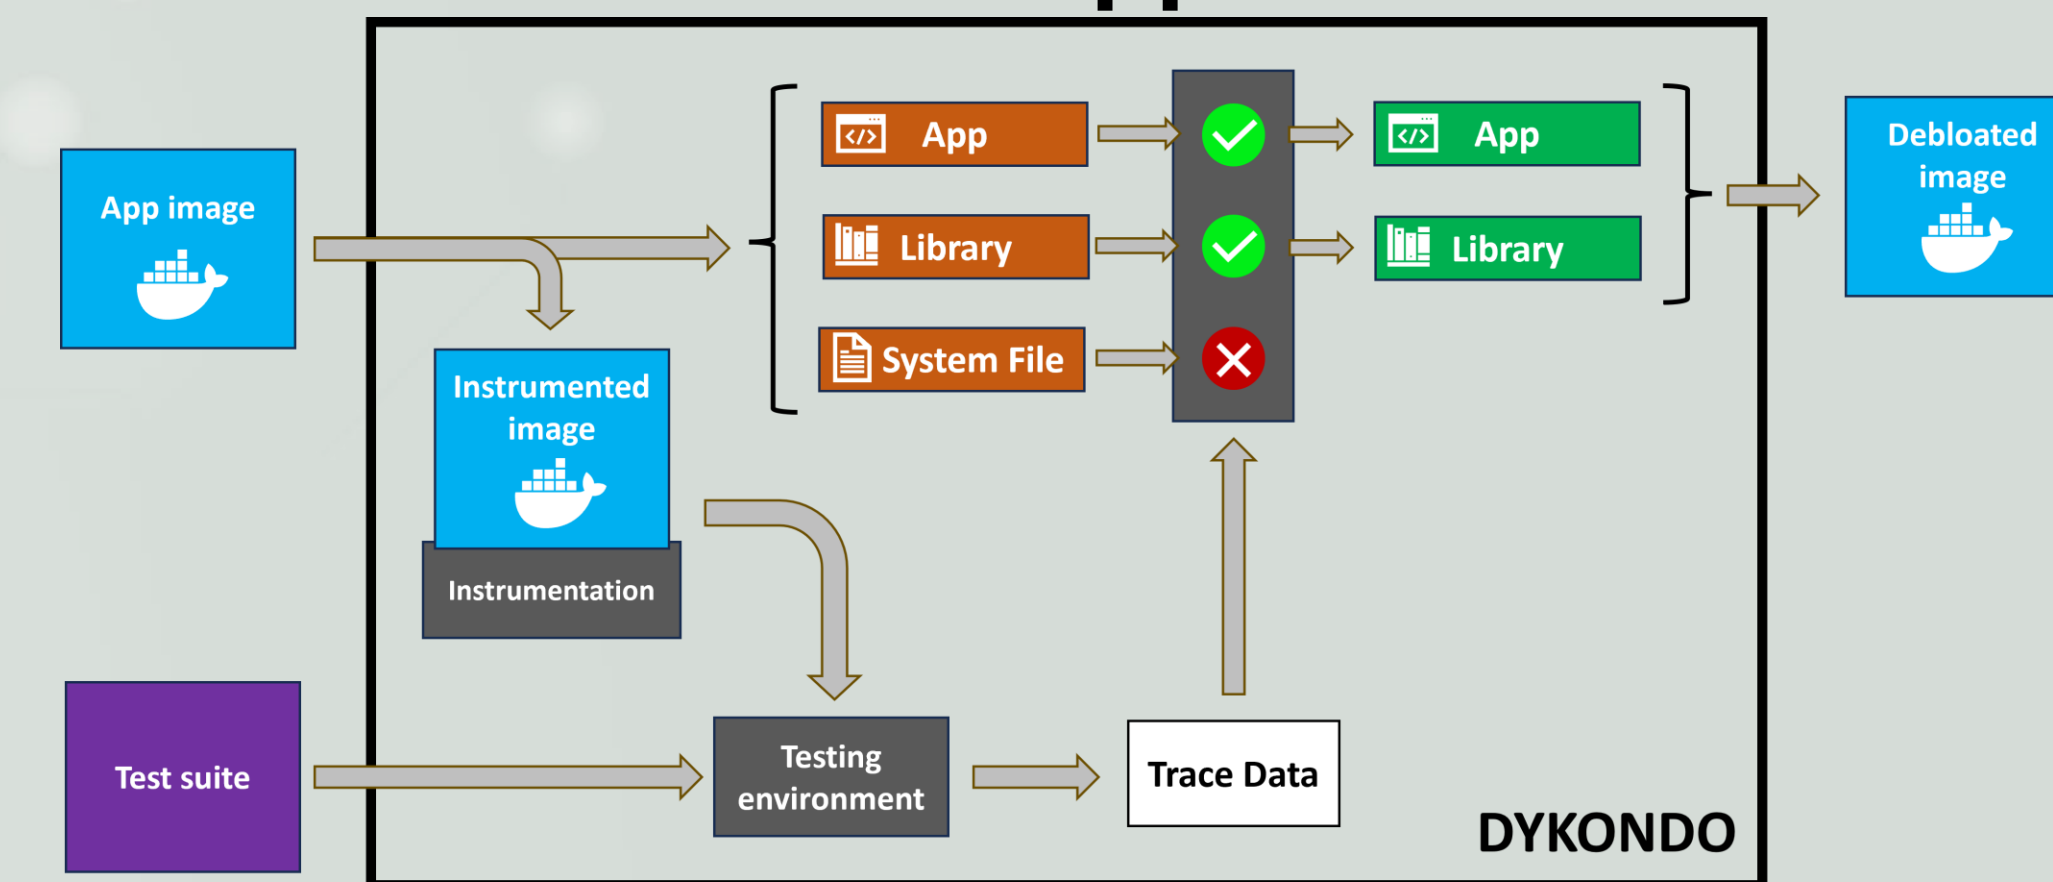 App image
Instrumented
image
Instrumentation
Test suite
Testing
environment
Trace Data
</> App
Library
System File
</> App
Library
Debloated
image
DYKONDO